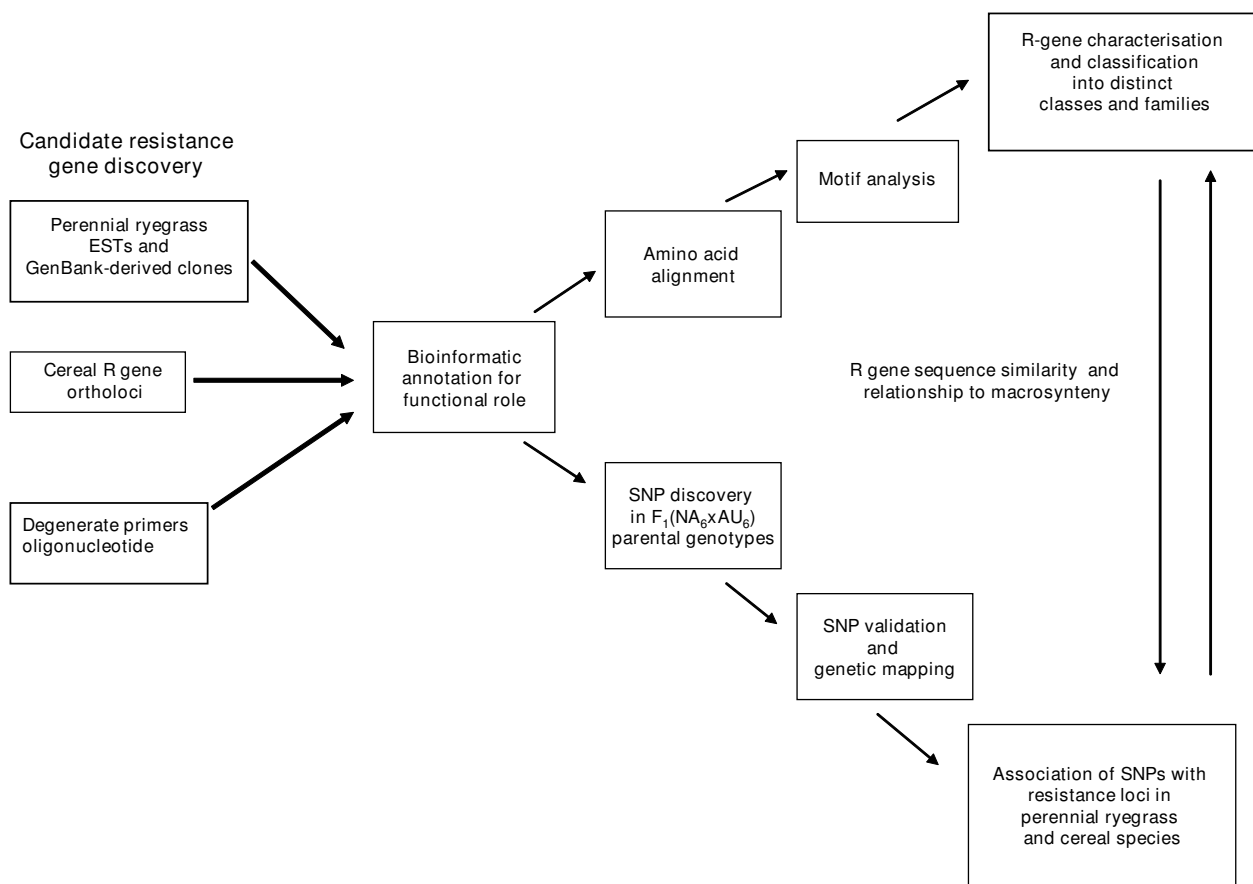 Candidate resistance
gene discovery
Perennial ryegrass
ESTs and
GenBank-derived clones
Cereal R gene
ortholoci
Degenerate primers
oligonucleotide
Bioinformatic
annotation for
functional role
Amino acid
alignment
Motif analysis
R-gene characterisation
and classification
into distinct
classes and families
SNP discovery
in F₁(NA₆xAU₆)
parental genotypes
SNP validation
and
genetic mapping
R gene sequence similarity and
relationship to macrosynteny
Association of SNPs with
resistance loci in
perennial ryegrass
and cereal species